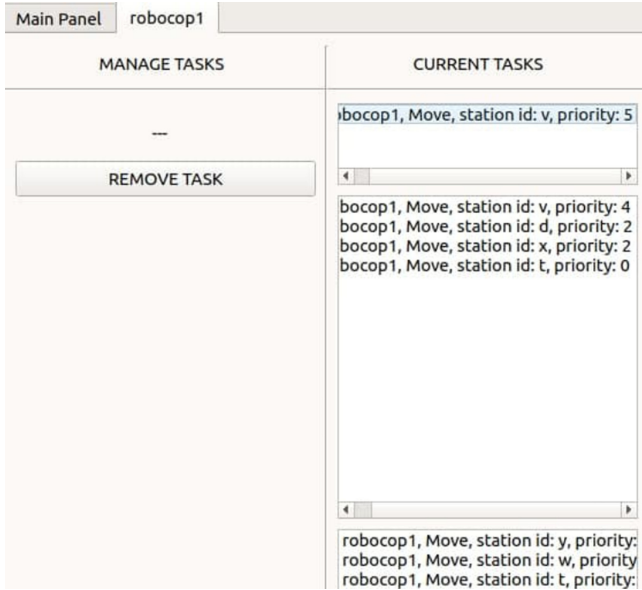 Main Panel robocop1
MANAGE TASKS
---
REMOVE TASK
CURRENT TASKS
obocop1, Move, station id: v, priority: 5
bocop1, Move, station id: v, priority: 4
bocop1, Move, station id: d, priority: 2
bocop1, Move, station id: x, priority: 2
bocop1, Move, station id: t, priority: 0
robocop1, Move, station id: y, priority:
robocop1, Move, station id: w, priority
robocop1, Move, station id: t, priority: